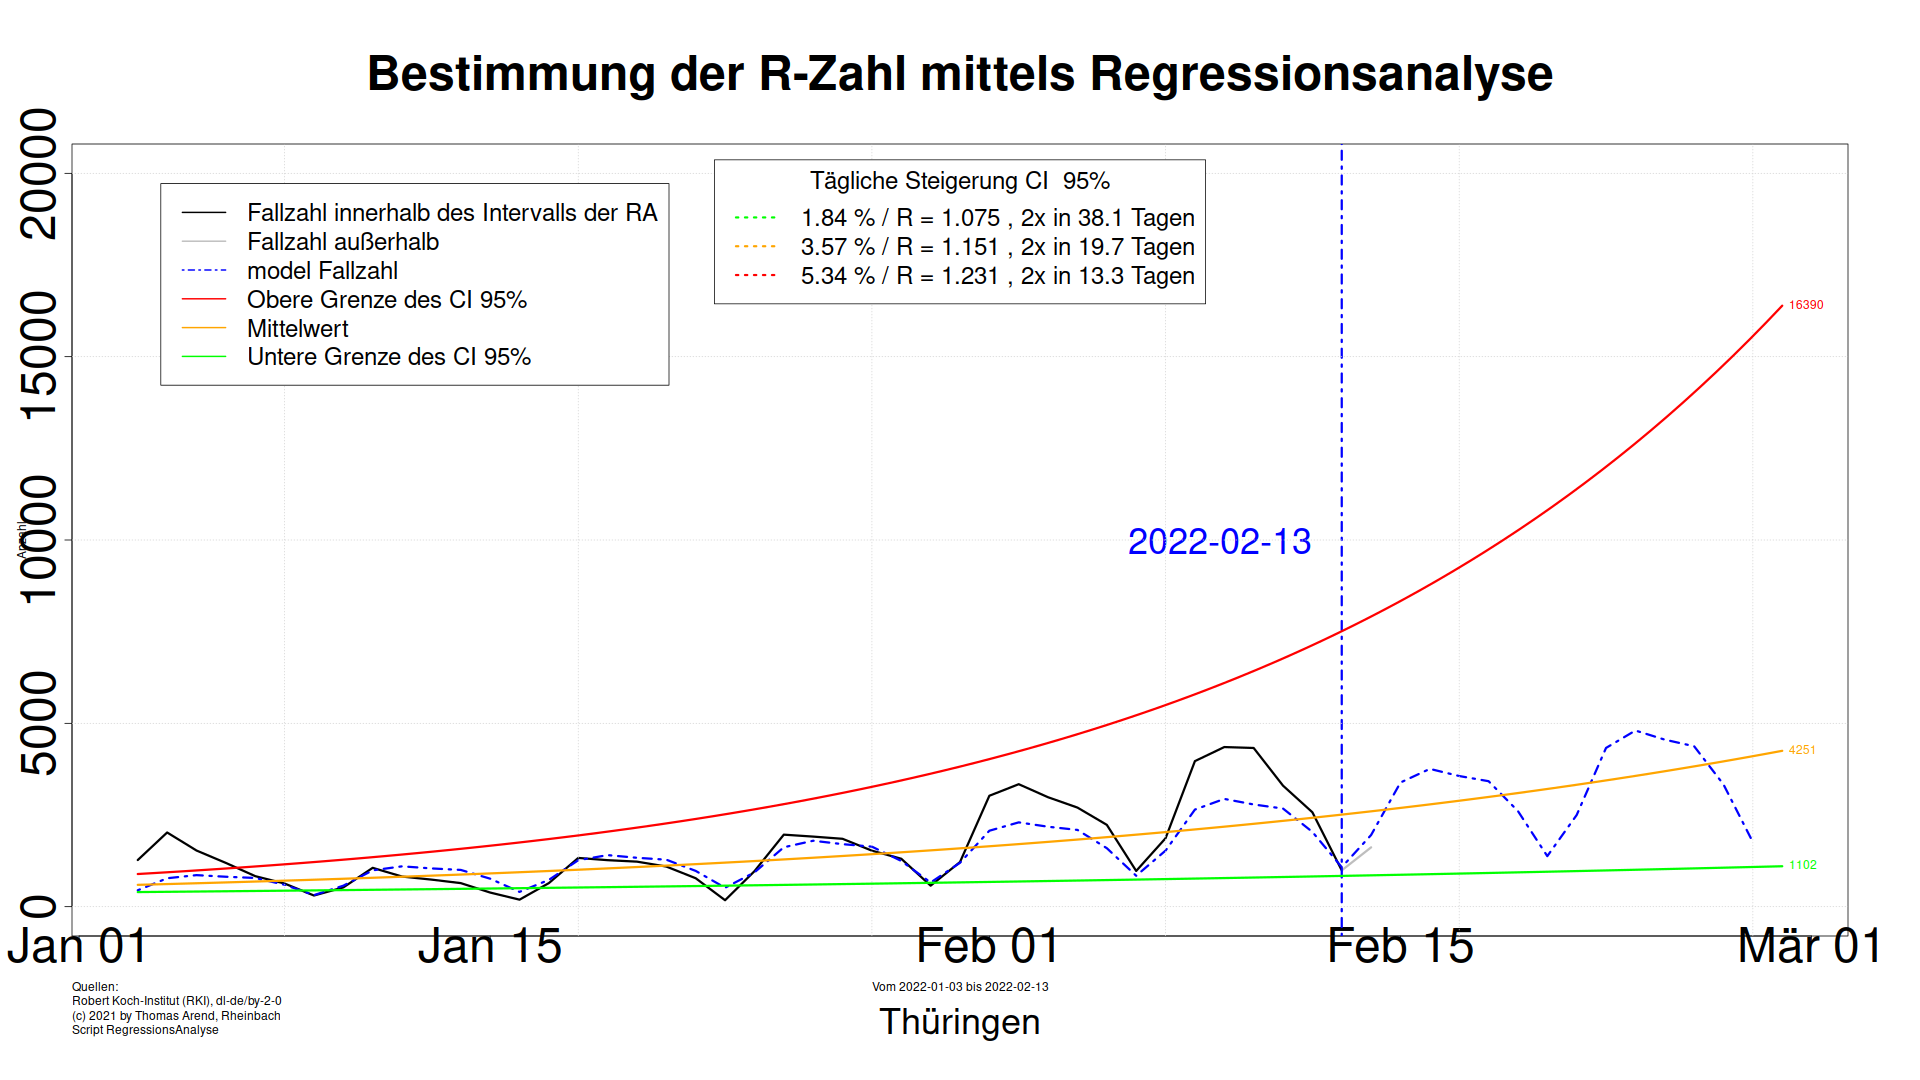 Bestimmung der R-Zahl mittels Regressionsanalyse
20000
15000
10000
5000
0
Anzahl
Fallzahl innerhalb des Intervalls der RA
Fallzahl außerhalb
model Fallzahl
Obere Grenze des CI 95%
Mittelwert
Untere Grenze des CI 95%
Tägliche Steigerung CI  95%
1.84 % / R = 1.075 , 2x in 38.1 Tagen
3.57 % / R = 1.151 , 2x in 19.7 Tagen
5.34 % / R = 1.231 , 2x in 13.3 Tagen
16390
2022-02-13
4251
1102
Jan 01 Jan 15 Feb 01 Feb 15 Mär 01
Quellen:
Robert Koch-Institut (RKI), dl-de/by-2-0
(c) 2021 by Thomas Arend, Rheinbach
Script RegressionsAnalyse
Vom 2022-01-03 bis 2022-02-13
Thüringen